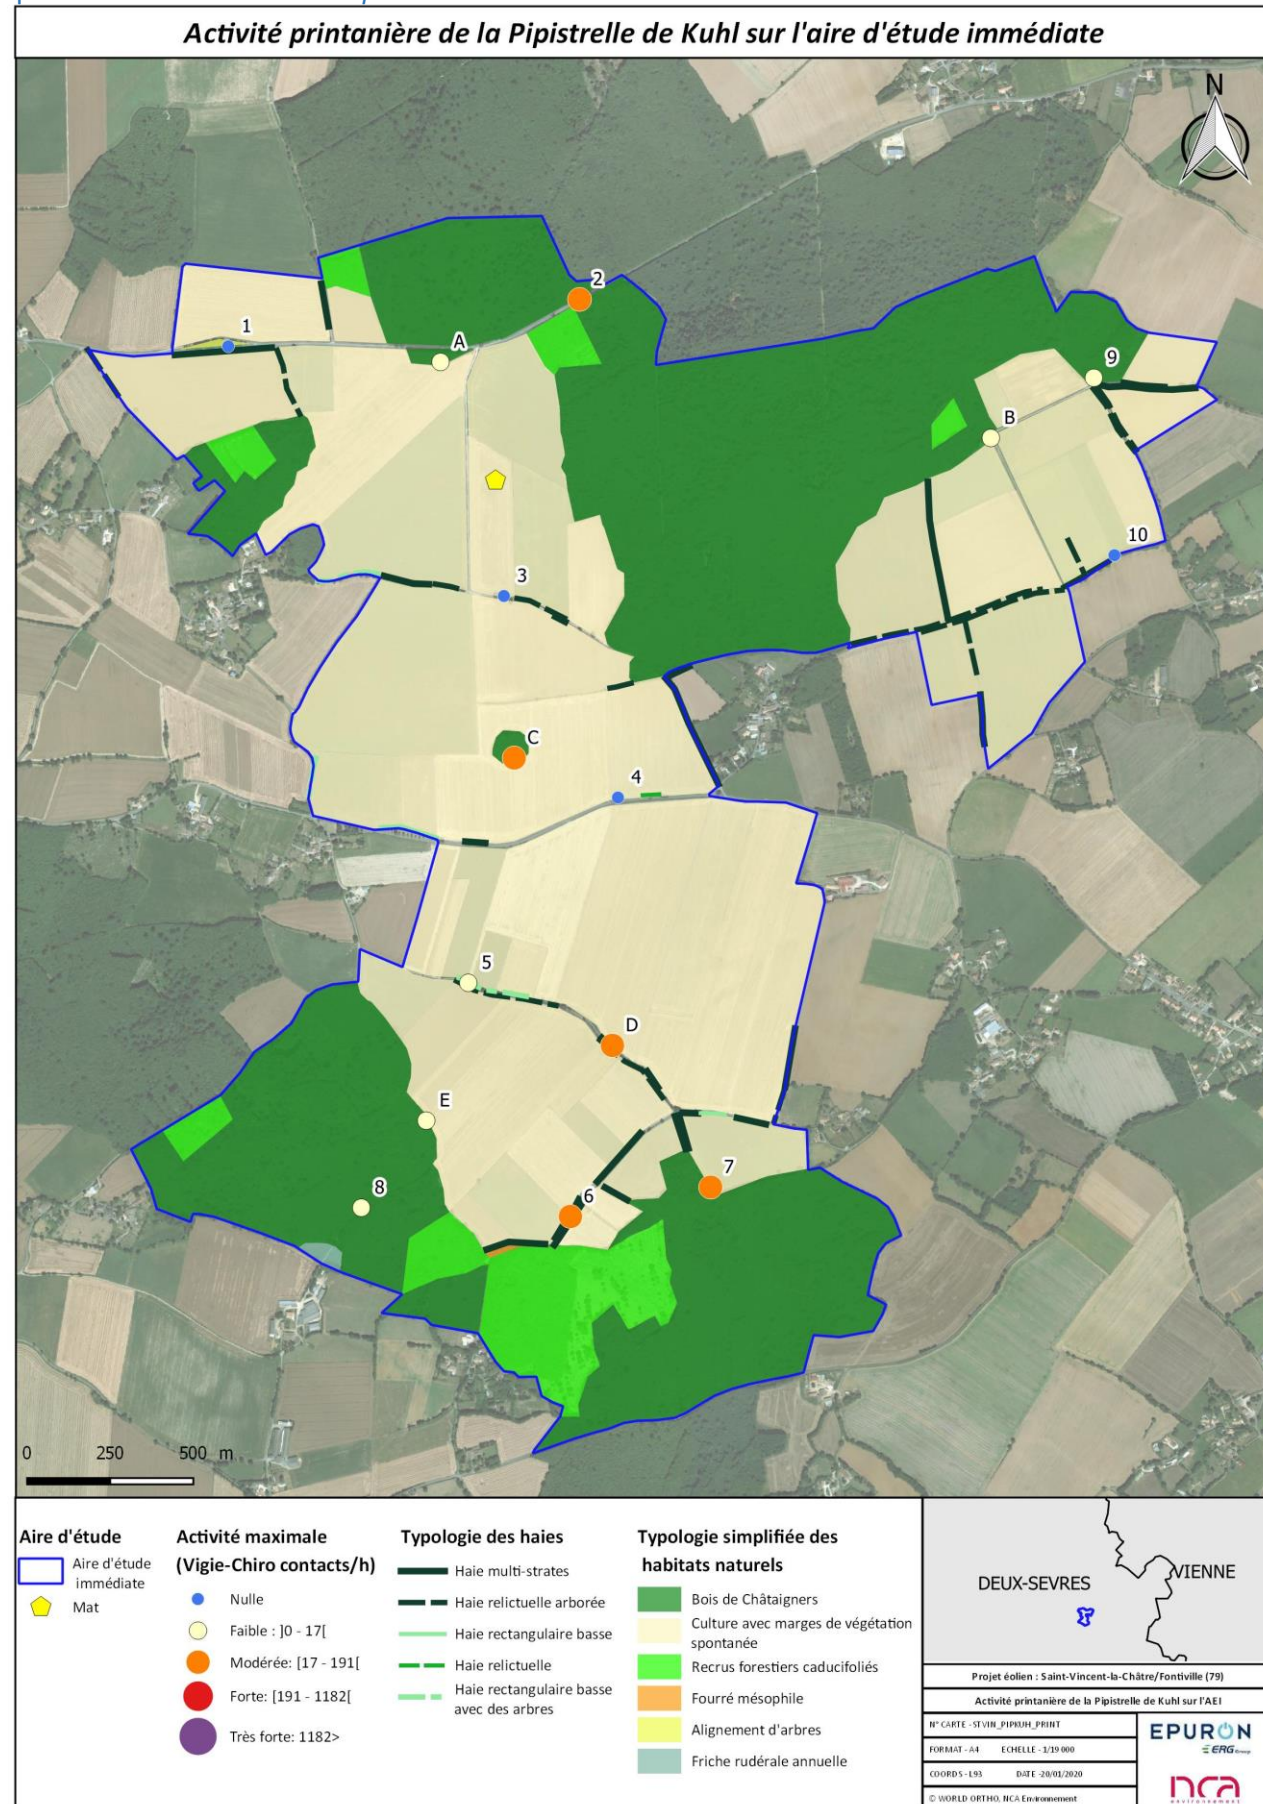 Activité printanière de la Pipistrelle de Kuhl sur l'aire d'étude immédiate
N
2
1
A
9
B
10
3
C
4
5
D
E
7
8
6
0 250 500 m
Aire d'étude
Aire d'étude
immédiate
Mat
Activité maximale
(Vigie-Chiro contacts/h)
Nulle
Faible : ]0 - 17[
Modérée: [17 - 191[
Forte: [191 - 1182[
Très forte: 1182>
Typologie des haies
Haie multi-strates
Haie relictuelle arborée
Haie rectangulaire basse
Haie relictuelle
Haie rectangulaire basse
avec des arbres
Typologie simplifiée des
habitats naturels
Bois de Châtaigners
Culture avec marges de végétation
spontanée
Recrus forestiers caducifoliés
Fourré mésophile
Alignement d'arbres
Friche rudérale annuelle
DEUX-SEVRES
VIENNE
Projet éolien : Saint-Vincent-la-Châtre/Fontiville (79)
Activité printanière de la Pipistrelle de Kuhl sur l'AEI
N° CARTE - STVIN_PIPKUH_PRINT
FORMAT - A4 ECHELLE - 1/19 000
COORDS - L93 DATE - 20/01/2020
© WORLD ORTHO, NCA Environnement
EPURON
ERG Group
nca
environnement